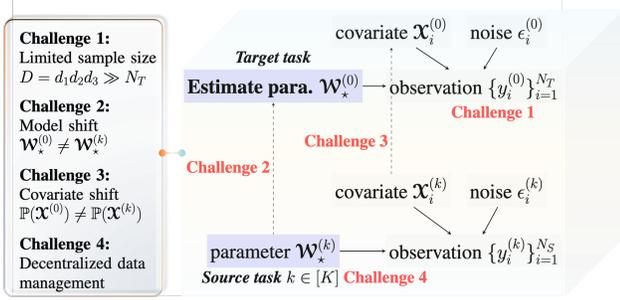 Challenge 1:
Limited sample size
D = d₁d₂d₃ ≫ N_T
Challenge 2:
Model shift
𝓦⋆^(0) ≠ 𝓦⋆^(k)
Challenge 3:
Covariate shift
ℙ(𝓧^(0)) ≠ ℙ(𝓧^(k))
Challenge 4:
Decentralized data
management
covariate 𝓧_i^(0) noise ϵ_i^(0)
Target task
Estimate para. 𝓦⋆^(0)
observation {y_i^(0)}_{i=1}^{N_T}
Challenge 1
Challenge 3
Challenge 2
covariate 𝓧_i^(k) noise ϵ_i^(k)
parameter 𝓦⋆^(k)
observation {y_i^(k)}_{i=1}^{N_S}
Source task k ∈ [K] Challenge 4